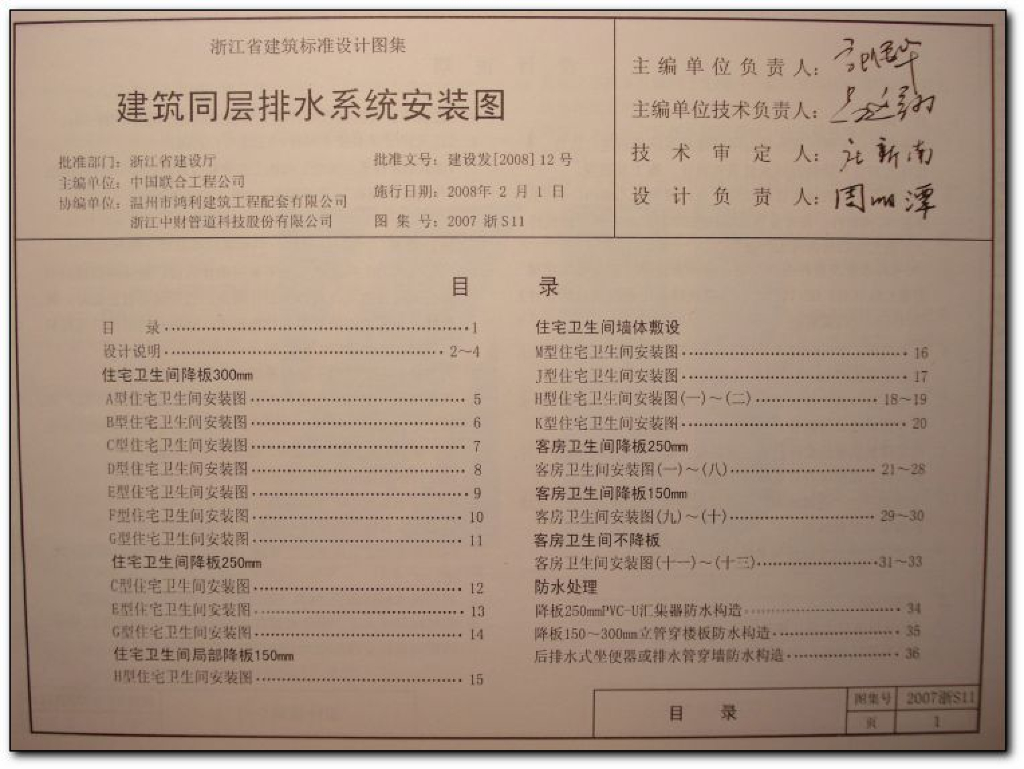 浙江省建筑标准设计图集
建筑同层排水系统安装图
批准部门：浙江省建设厅
主编单位：中国联合工程公司
协编单位：温州市鸿利建筑工程配套有限公司
浙江中财管道科技股份有限公司
批准文号：建设发[2008]12号
施行日期：2008年 2 月 1 日
图 集 号：2007 浙S11
主 编 单 位 负 责 人：
主编单位技术负责人：
技 术 审 定 人：
设 计 负 责 人：
目 录
目 录 1
设计说明 2～4
住宅卫生间降板300mm
A型住宅卫生间安装图 5
B型住宅卫生间安装图 6
C型住宅卫生间安装图 7
D型住宅卫生间安装图 8
E型住宅卫生间安装图 9
F型住宅卫生间安装图 10
G型住宅卫生间安装图 11
住宅卫生间降板250mm
C型住宅卫生间安装图 12
E型住宅卫生间安装图 13
G型住宅卫生间安装图 14
住宅卫生间局部降板150mm
H型住宅卫生间安装图 15
住宅卫生间墙体敷设
M型住宅卫生间安装图 16
J型住宅卫生间安装图 17
H型住宅卫生间安装图(一)～(二) 18～19
K型住宅卫生间安装图 20
客房卫生间降板250mm
客房卫生间安装图(一)～(八) 21～28
客房卫生间降板150mm
客房卫生间安装图(九)～(十) 29～30
客房卫生间不降板
客房卫生间安装图(十一)～(十三) 31～33
防水处理
降板250mmPVC-U汇集器防水构造 34
降板150～300mm立管穿楼板防水构造 35
后排水式坐便器或排水管穿墙防水构造 36
目 录
图集号 2007浙S11
页 1